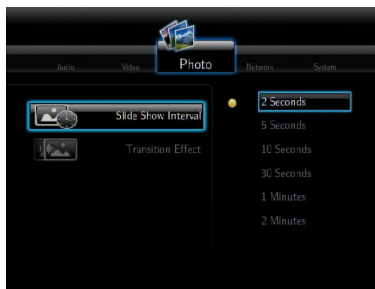 Audio Video Photo Network System
Slide Show Interval
Transition Effect
2 Seconds
5 Seconds
10 Seconds
30 Seconds
1 Minutes
2 Minutes